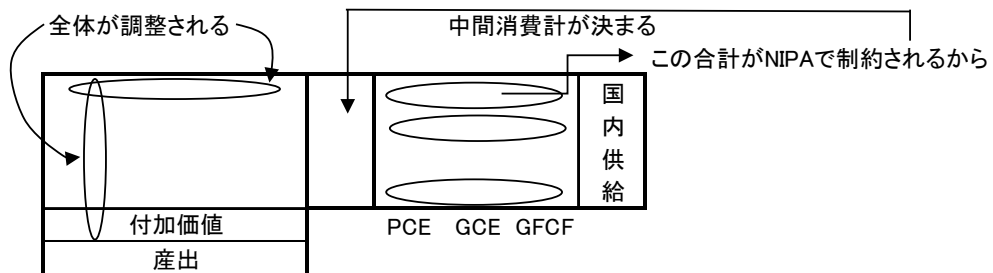 全体が調整される
中間消費計が決まる
この合計がNIPAで制約されるから
国内供給
付加価値
PCE GCE GFCF
産出